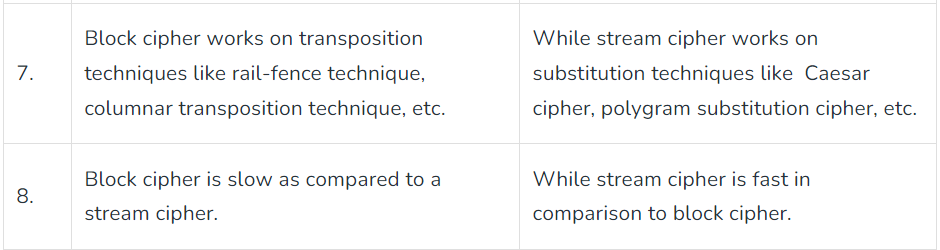 7.
Block cipher works on transposition
techniques like rail-fence technique,
columnar transposition technique, etc.
While stream cipher works on
substitution techniques like  Caesar
cipher, polygram substitution cipher, etc.
8.
Block cipher is slow as compared to a
stream cipher.
While stream cipher is fast in
comparison to block cipher.